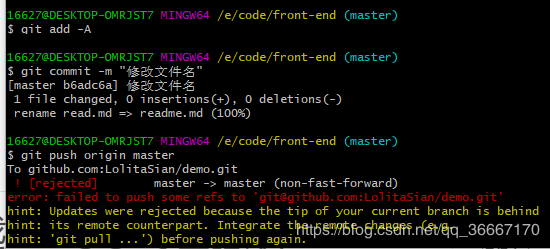 16627@DESKTOP-OMRJST7 MINGW64 /e/code/front-end (master)
$ git add -A
16627@DESKTOP-OMRJST7 MINGW64 /e/code/front-end (master)
$ git commit -m "修改文件名"
[master b6adc6a] 修改文件名
1 file changed, 0 insertions(+), 0 deletions(-)
rename read.md => readme.md (100%)
16627@DESKTOP-OMRJST7 MINGW64 /e/code/front-end (master)
$ git push origin master
To github.com:LolitaSian/demo.git
! [rejected] master -> master (non-fast-forward)
error: failed to push some refs to 'git@github.com:LolitaSian/demo.git'
hint: Updates were rejected because the tip of your current branch is behind
hint: its remote counterpart. Integrate the remote changes (e.g.
hint: 'git pull ...') before pushing again.
https://blog.csdn.net/qq_36667170